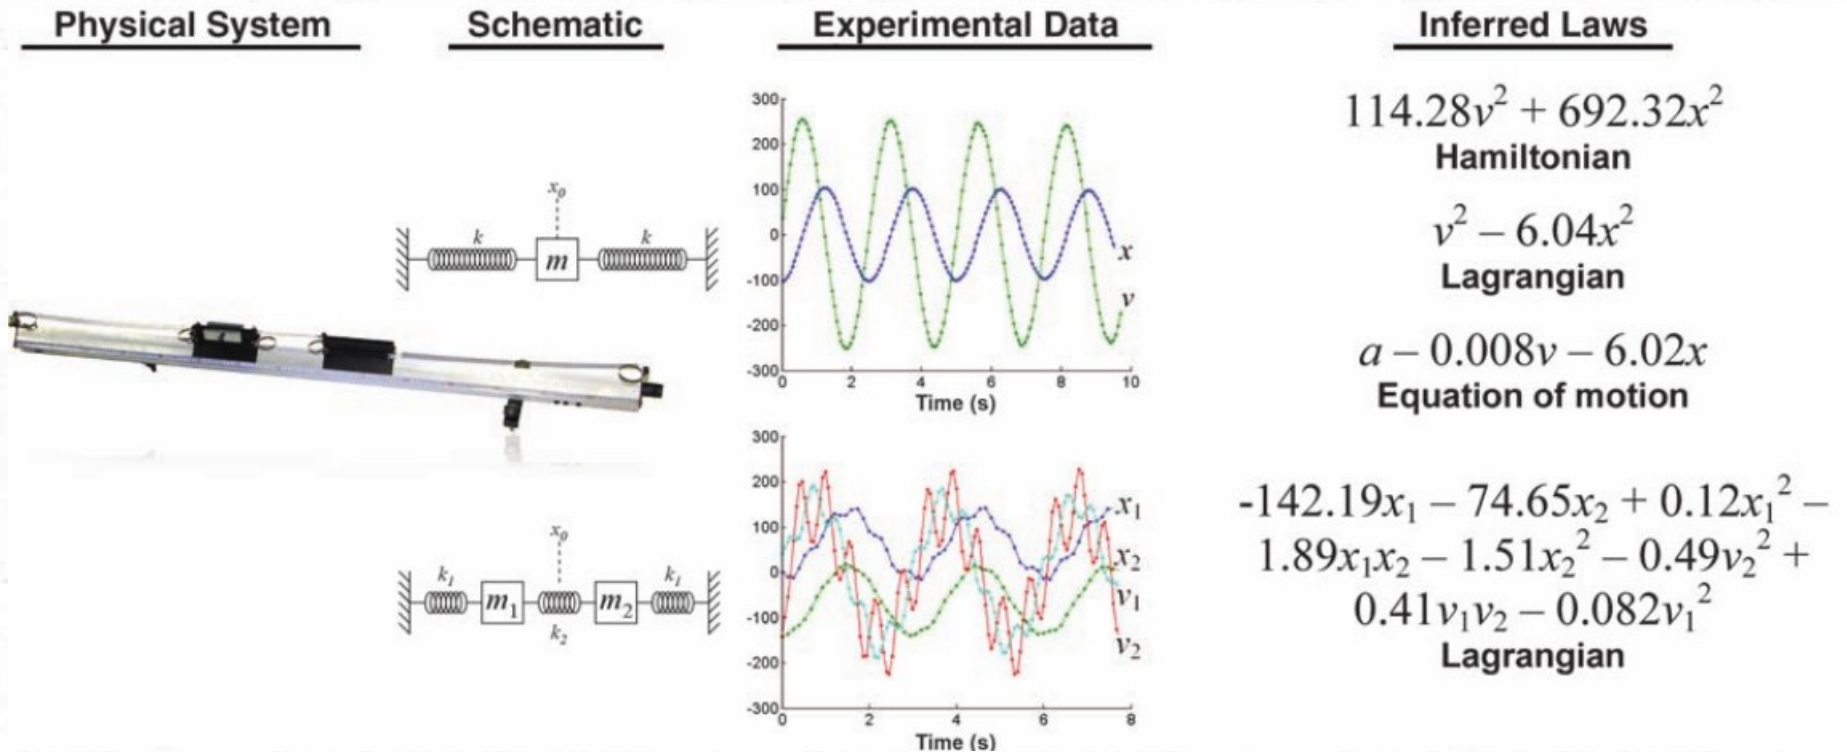 Physical System
Schematic
Experimental Data
Inferred Laws
x₀
k
m
k
300
200
100
0
-100
-200
-300
x
v
0 2 4 6 8 10
Time (s)
114.28v² + 692.32x²
Hamiltonian
v² – 6.04x²
Lagrangian
a – 0.008v – 6.02x
Equation of motion
x₀
k₁
m₁
k₂
m₂
k₁
300
200
100
0
-100
-200
-300
x₁
x₂
v₁
v₂
0 2 4 6 8
Time (s)
-142.19x₁ – 74.65x₂ + 0.12x₁² –
1.89x₁x₂ – 1.51x₂² – 0.49v₂² +
0.41v₁v₂ – 0.082v₁²
Lagrangian